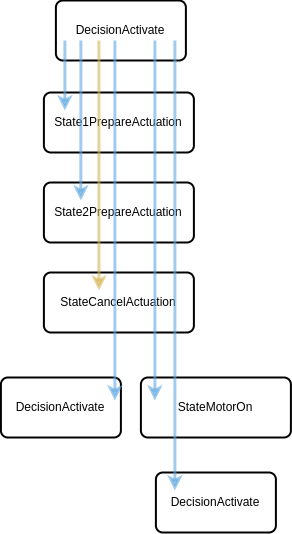 DecisionActivate
State1PrepareActuation
State2PrepareActuation
StateCancelActuation
DecisionActivate
StateMotorOn
DecisionActivate